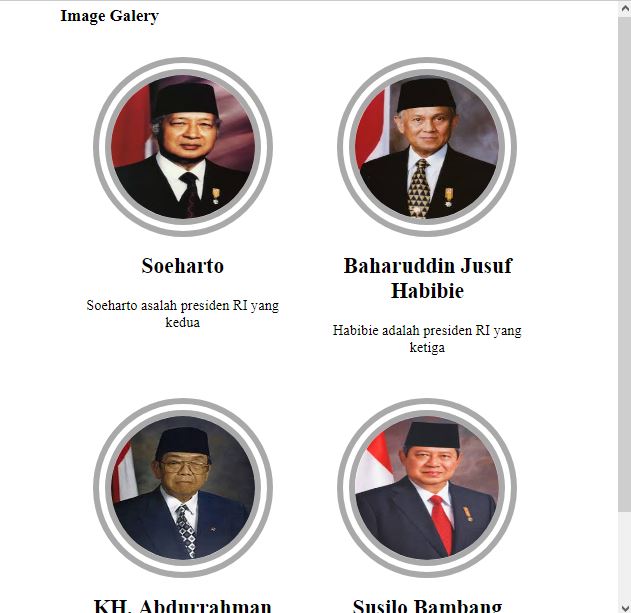 Image Galery
Soeharto
Soeharto asalah presiden RI yang
kedua
Baharuddin Jusuf
Habibie
Habibie adalah presiden RI yang
ketiga
KH. Abdurrahman
Susilo Bambang